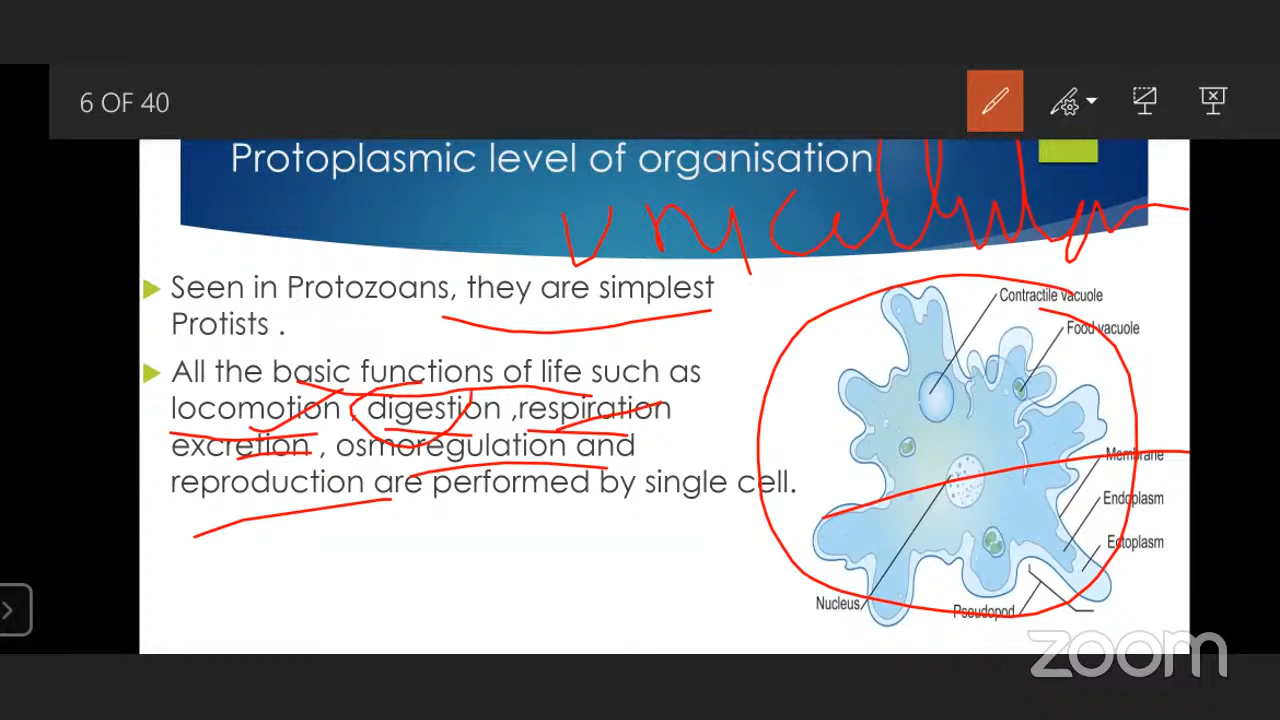 6 OF 40
Protoplasmic level of organisation
unycellular
Seen in Protozoans, they are simplest
Protists .
All the basic functions of life such as
locomotion , digestion ,respiration
excretion , osmoregulation and
reproduction are performed by single cell.
Contractile vacuole
Food vacuole
Membrane
Endoplasm
Ectoplasm
Nucleus
Pseudopod
zoom